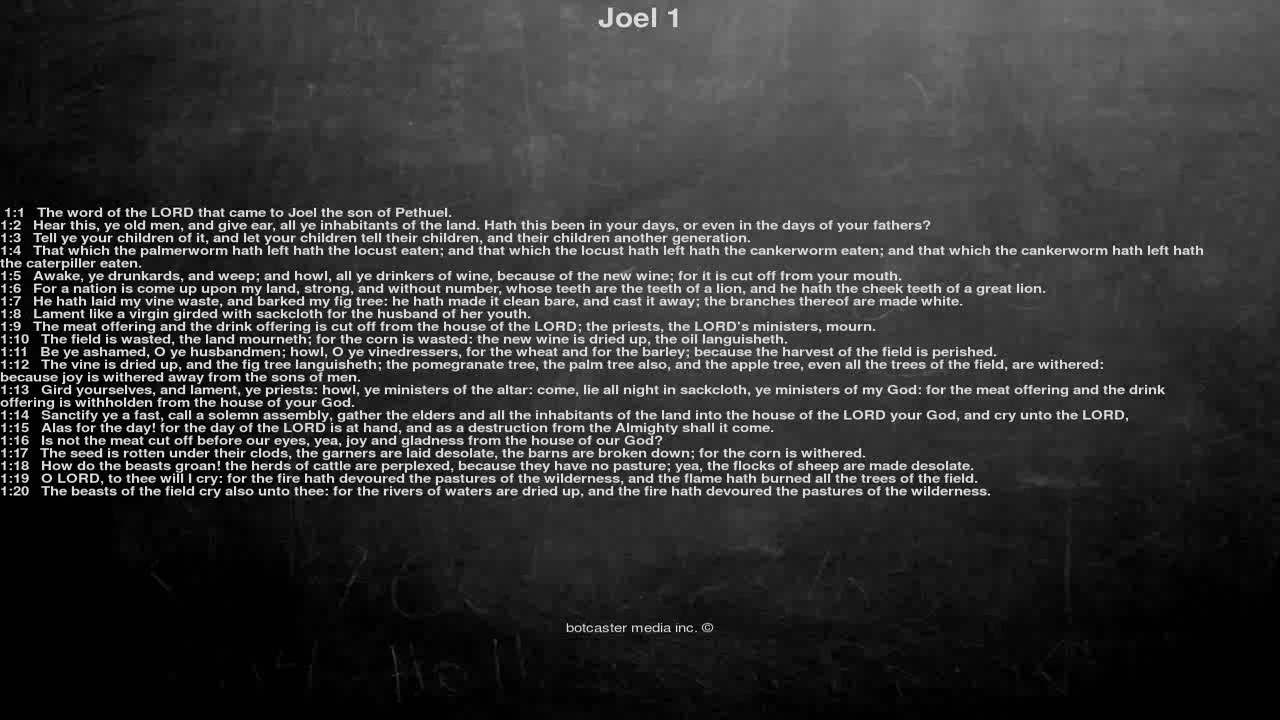 Joel 1
1:1 The word of the LORD that came to Joel the son of Pethuel.
1:2 Hear this, ye old men, and give ear, all ye inhabitants of the land. Hath this been in your days, or even in the days of your fathers?
1:3 Tell ye your children of it, and let your children tell their children, and their children another generation.
1:4 That which the palmerworm hath left hath the locust eaten; and that which the locust hath left hath the cankerworm eaten; and that which the cankerworm hath left hath
the caterpiller eaten.
1:5 Awake, ye drunkards, and weep; and howl, all ye drinkers of wine, because of the new wine; for it is cut off from your mouth.
1:6 For a nation is come up upon my land, strong, and without number, whose teeth are the teeth of a lion, and he hath the cheek teeth of a great lion.
1:7 He hath laid my vine waste, and barked my fig tree: he hath made it clean bare, and cast it away; the branches thereof are made white.
1:8 Lament like a virgin girded with sackcloth for the husband of her youth.
1:9 The meat offering and the drink offering is cut off from the house of the LORD; the priests, the LORD's ministers, mourn.
1:10 The field is wasted, the land mourneth; for the corn is wasted: the new wine is dried up, the oil languisheth.
1:11 Be ye ashamed, O ye husbandmen; howl, O ye vinedressers, for the wheat and for the barley; because the harvest of the field is perished.
1:12 The vine is dried up, and the fig tree languisheth; the pomegranate tree, the palm tree also, and the apple tree, even all the trees of the field, are withered:
because joy is withered away from the sons of men.
1:13 Gird yourselves, and lament, ye priests: howl, ye ministers of the altar: come, lie all night in sackcloth, ye ministers of my God: for the meat offering and the drink
offering is withholden from the house of your God.
1:14 Sanctify ye a fast, call a solemn assembly, gather the elders and all the inhabitants of the land into the house of the LORD your God, and cry unto the LORD,
1:15 Alas for the day! for the day of the LORD is at hand, and as a destruction from the Almighty shall it come.
1:16 Is not the meat cut off before our eyes, yea, joy and gladness from the house of our God?
1:17 The seed is rotten under their clods, the garners are laid desolate, the barns are broken down; for the corn is withered.
1:18 How do the beasts groan! the herds of cattle are perplexed, because they have no pasture; yea, the flocks of sheep are made desolate.
1:19 O LORD, to thee will I cry: for the fire hath devoured the pastures of the wilderness, and the flame hath burned all the trees of the field.
1:20 The beasts of the field cry also unto thee: for the rivers of waters are dried up, and the fire hath devoured the pastures of the wilderness.
botcaster media inc. ©